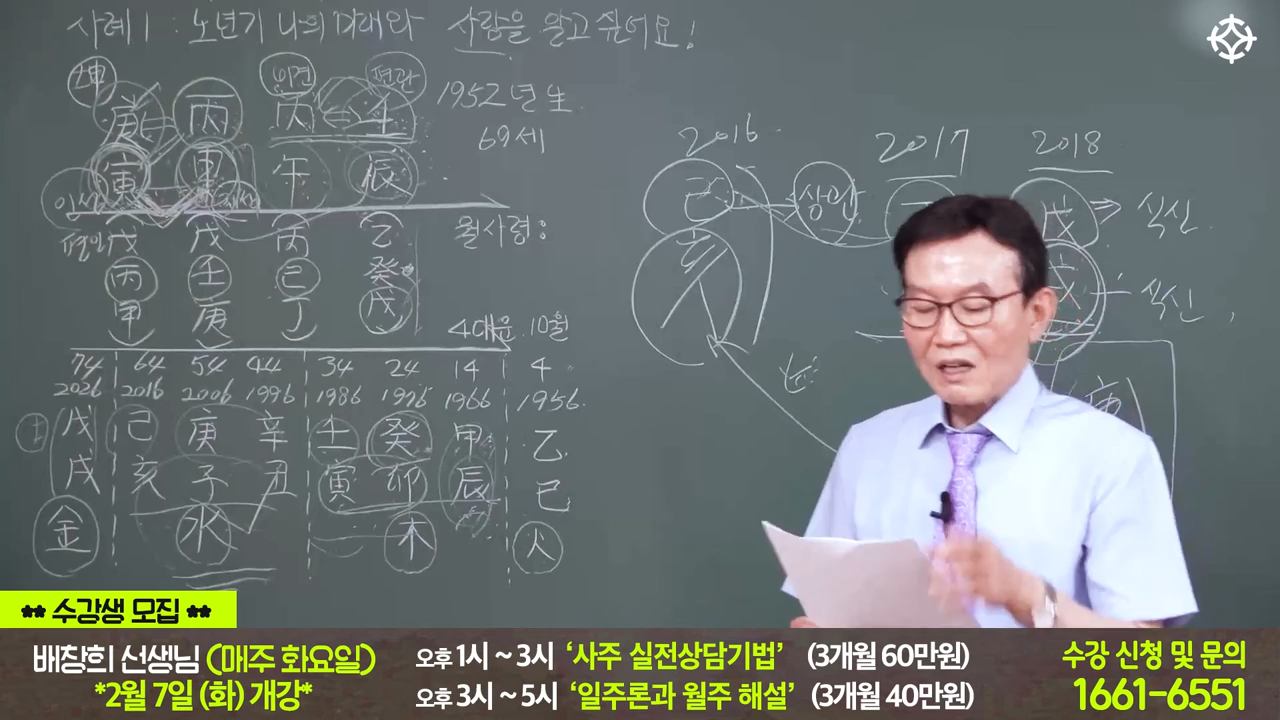 사례 1 : 노년기 나의 미래와 사랑을 알고 싶어요!
坤 비견 편관
庚 丙 丙 壬
寅 申 午 辰
1952년生
69세
편인
戊 戊 丙 乙
丙 壬 己 癸
甲 庚 丁 戊
월사령:
4대운 10월
74 64 54 44 34 24 14 4
2026 2016 2006 1996 1986 1976 1966 1956
戊 己 庚 辛 壬 癸 甲 乙
戌 亥 子 丑 寅 卯 辰 巳
金 水 木 火
2016 2017 2018
己 상관 戊 식신
亥 식신
** 수강생 모집 **
배창희 선생님 (매주 화요일)
*2월 7일 (화) 개강*
오후 1시 ~ 3시 '사주 실전상담기법' (3개월 60만원)
오후 3시 ~ 5시 '일주론과 월주 해설' (3개월 40만원)
수강 신청 및 문의
1661-6551